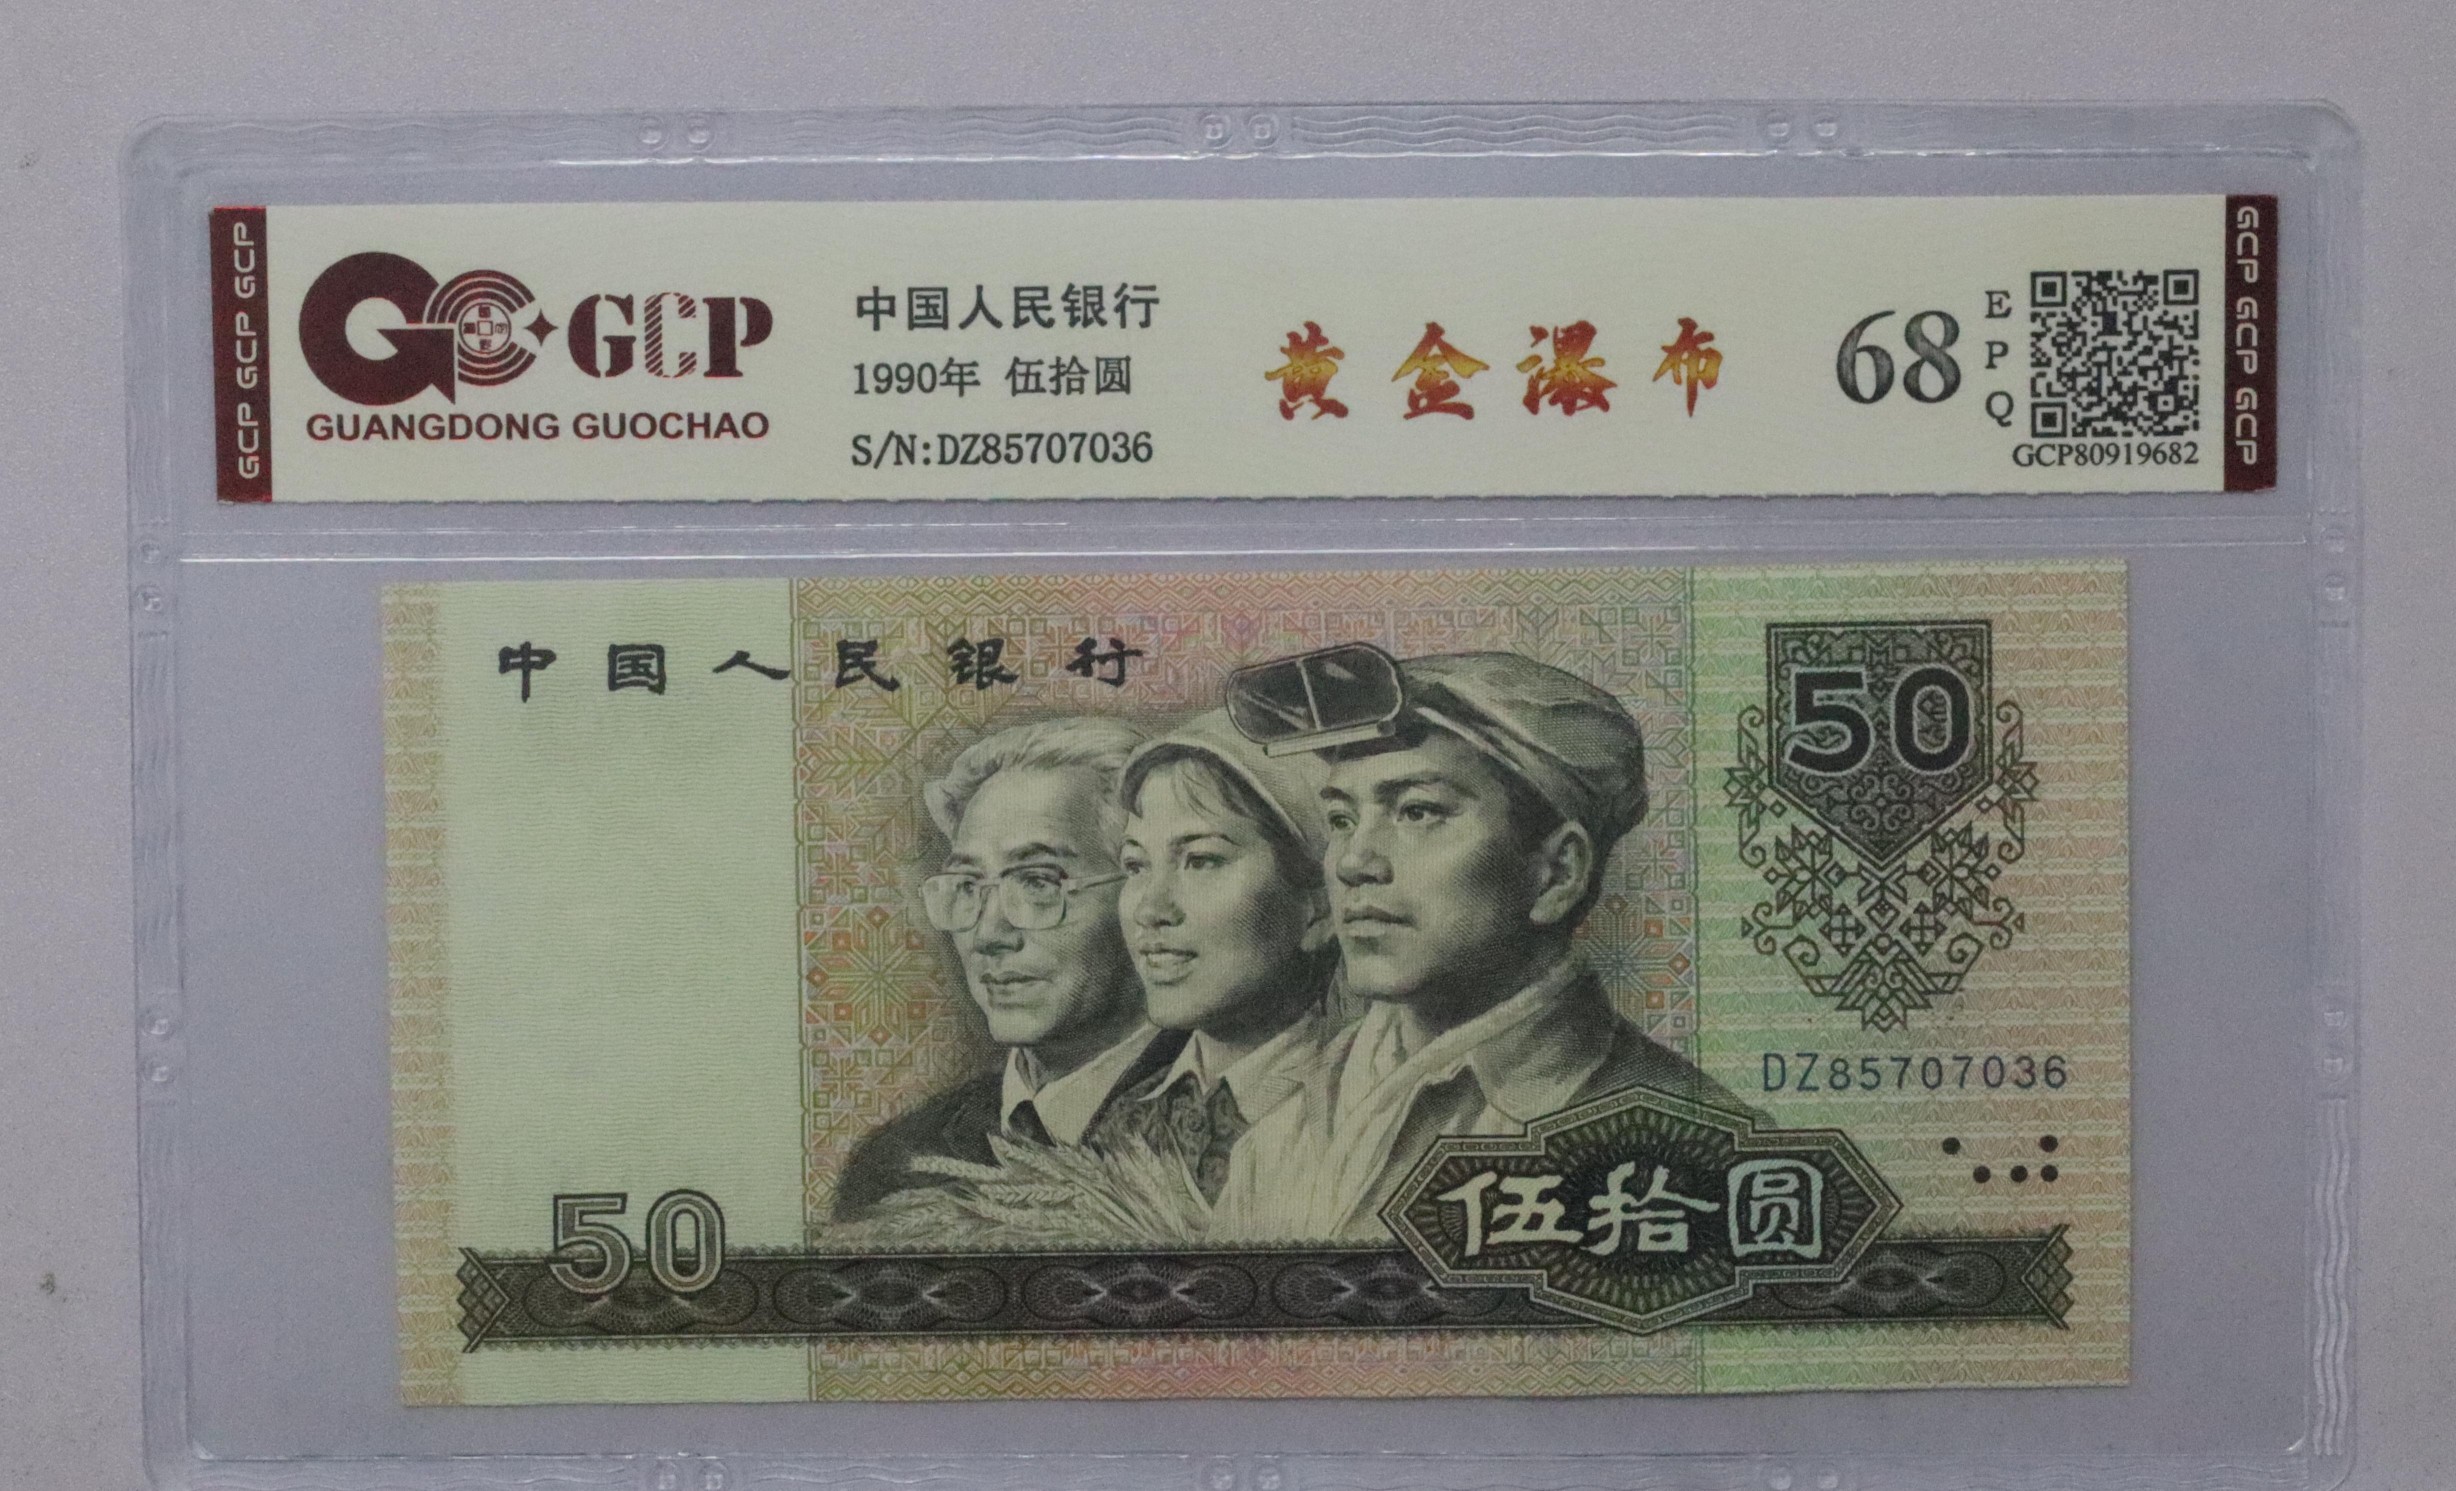 GCP GCP GCP
GCP
GUANGDONG GUOCHAO
中国人民银行
1990年 伍拾圆
S/N:DZ85707036
黄金瀑布
68
EPQ
GCP80919682
GCP GCP GCP
中国人民银行
50
DZ85707036
50
伍拾圆